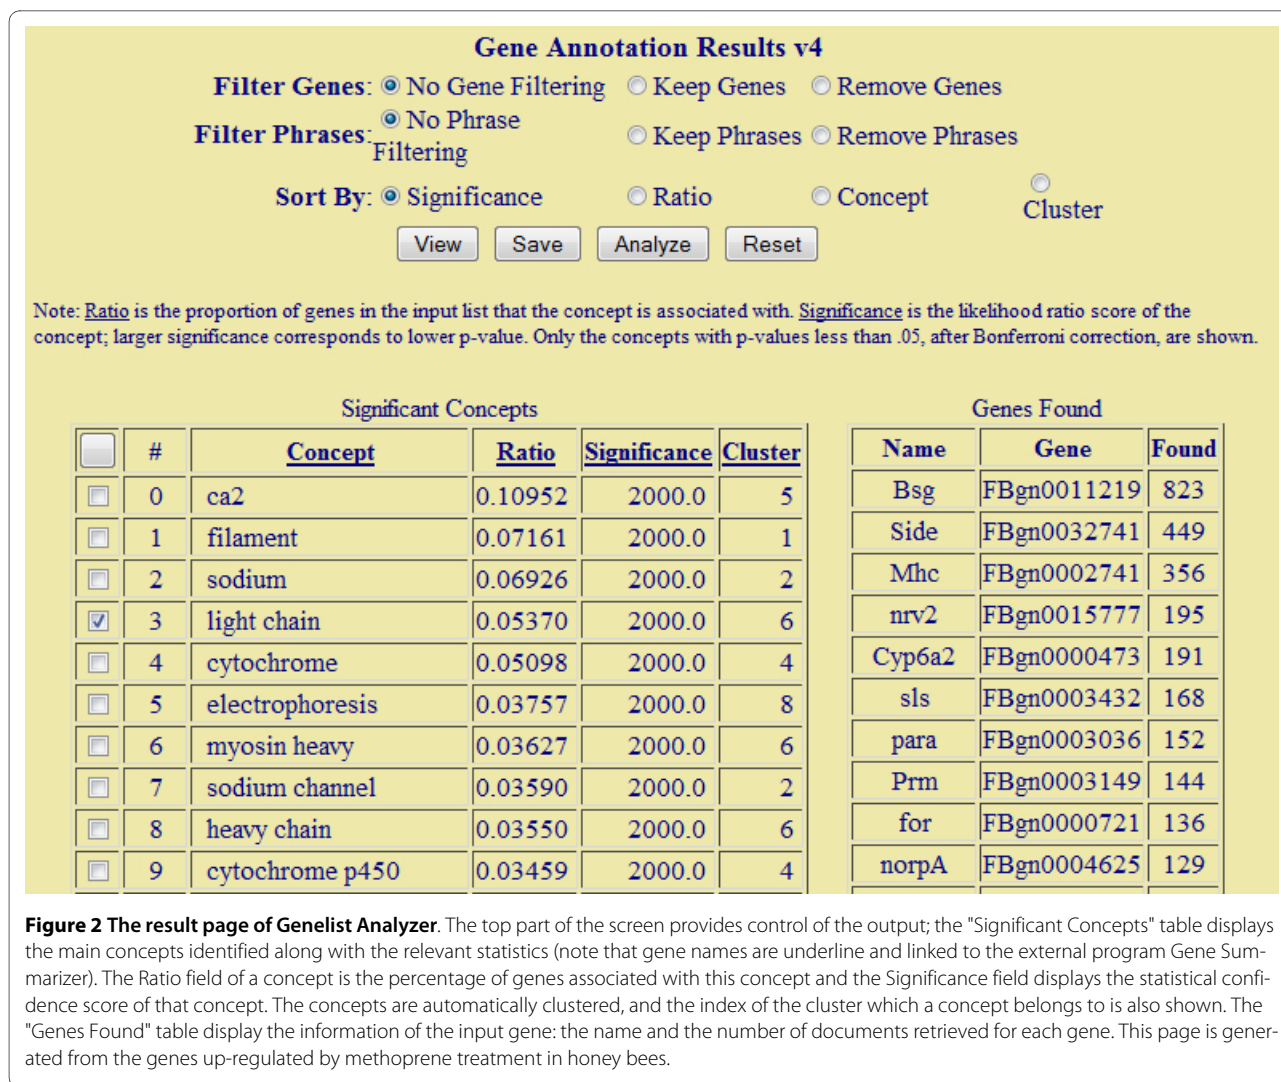 Gene Annotation Results v4
Filter Genes: No Gene Filtering Keep Genes Remove Genes
Filter Phrases: No Phrase Filtering Keep Phrases Remove Phrases
Sort By: Significance Ratio Concept Cluster
View Save Analyze Reset
Note: Ratio is the proportion of genes in the input list that the concept is associated with. Significance is the likelihood ratio score of the
concept; larger significance corresponds to lower p-value. Only the concepts with p-values less than .05, after Bonferroni correction, are shown.
Significant Concepts
# Concept Ratio Significance Cluster
0 ca2 0.10952 2000.0 5
1 filament 0.07161 2000.0 1
2 sodium 0.06926 2000.0 2
3 light chain 0.05370 2000.0 6
4 cytochrome 0.05098 2000.0 4
5 electrophoresis 0.03757 2000.0 8
6 myosin heavy 0.03627 2000.0 6
7 sodium channel 0.03590 2000.0 2
8 heavy chain 0.03550 2000.0 6
9 cytochrome p450 0.03459 2000.0 4
Genes Found
Name Gene Found
Bsg FBgn0011219 823
Side FBgn0032741 449
Mhc FBgn0002741 356
nrv2 FBgn0015777 195
Cyp6a2 FBgn0000473 191
sls FBgn0003432 168
para FBgn0003036 152
Prm FBgn0003149 144
for FBgn0000721 136
norpA FBgn0004625 129
Figure 2 The result page of Genelist Analyzer. The top part of the screen provides control of the output; the "Significant Concepts" table displays
the main concepts identified along with the relevant statistics (note that gene names are underline and linked to the external program Gene Sum-
marizer). The Ratio field of a concept is the percentage of genes associated with this concept and the Significance field displays the statistical confi-
dence score of that concept. The concepts are automatically clustered, and the index of the cluster which a concept belongs to is also shown. The
"Genes Found" table display the information of the input gene: the name and the number of documents retrieved for each gene. This page is gener-
ated from the genes up-regulated by methoprene treatment in honey bees.